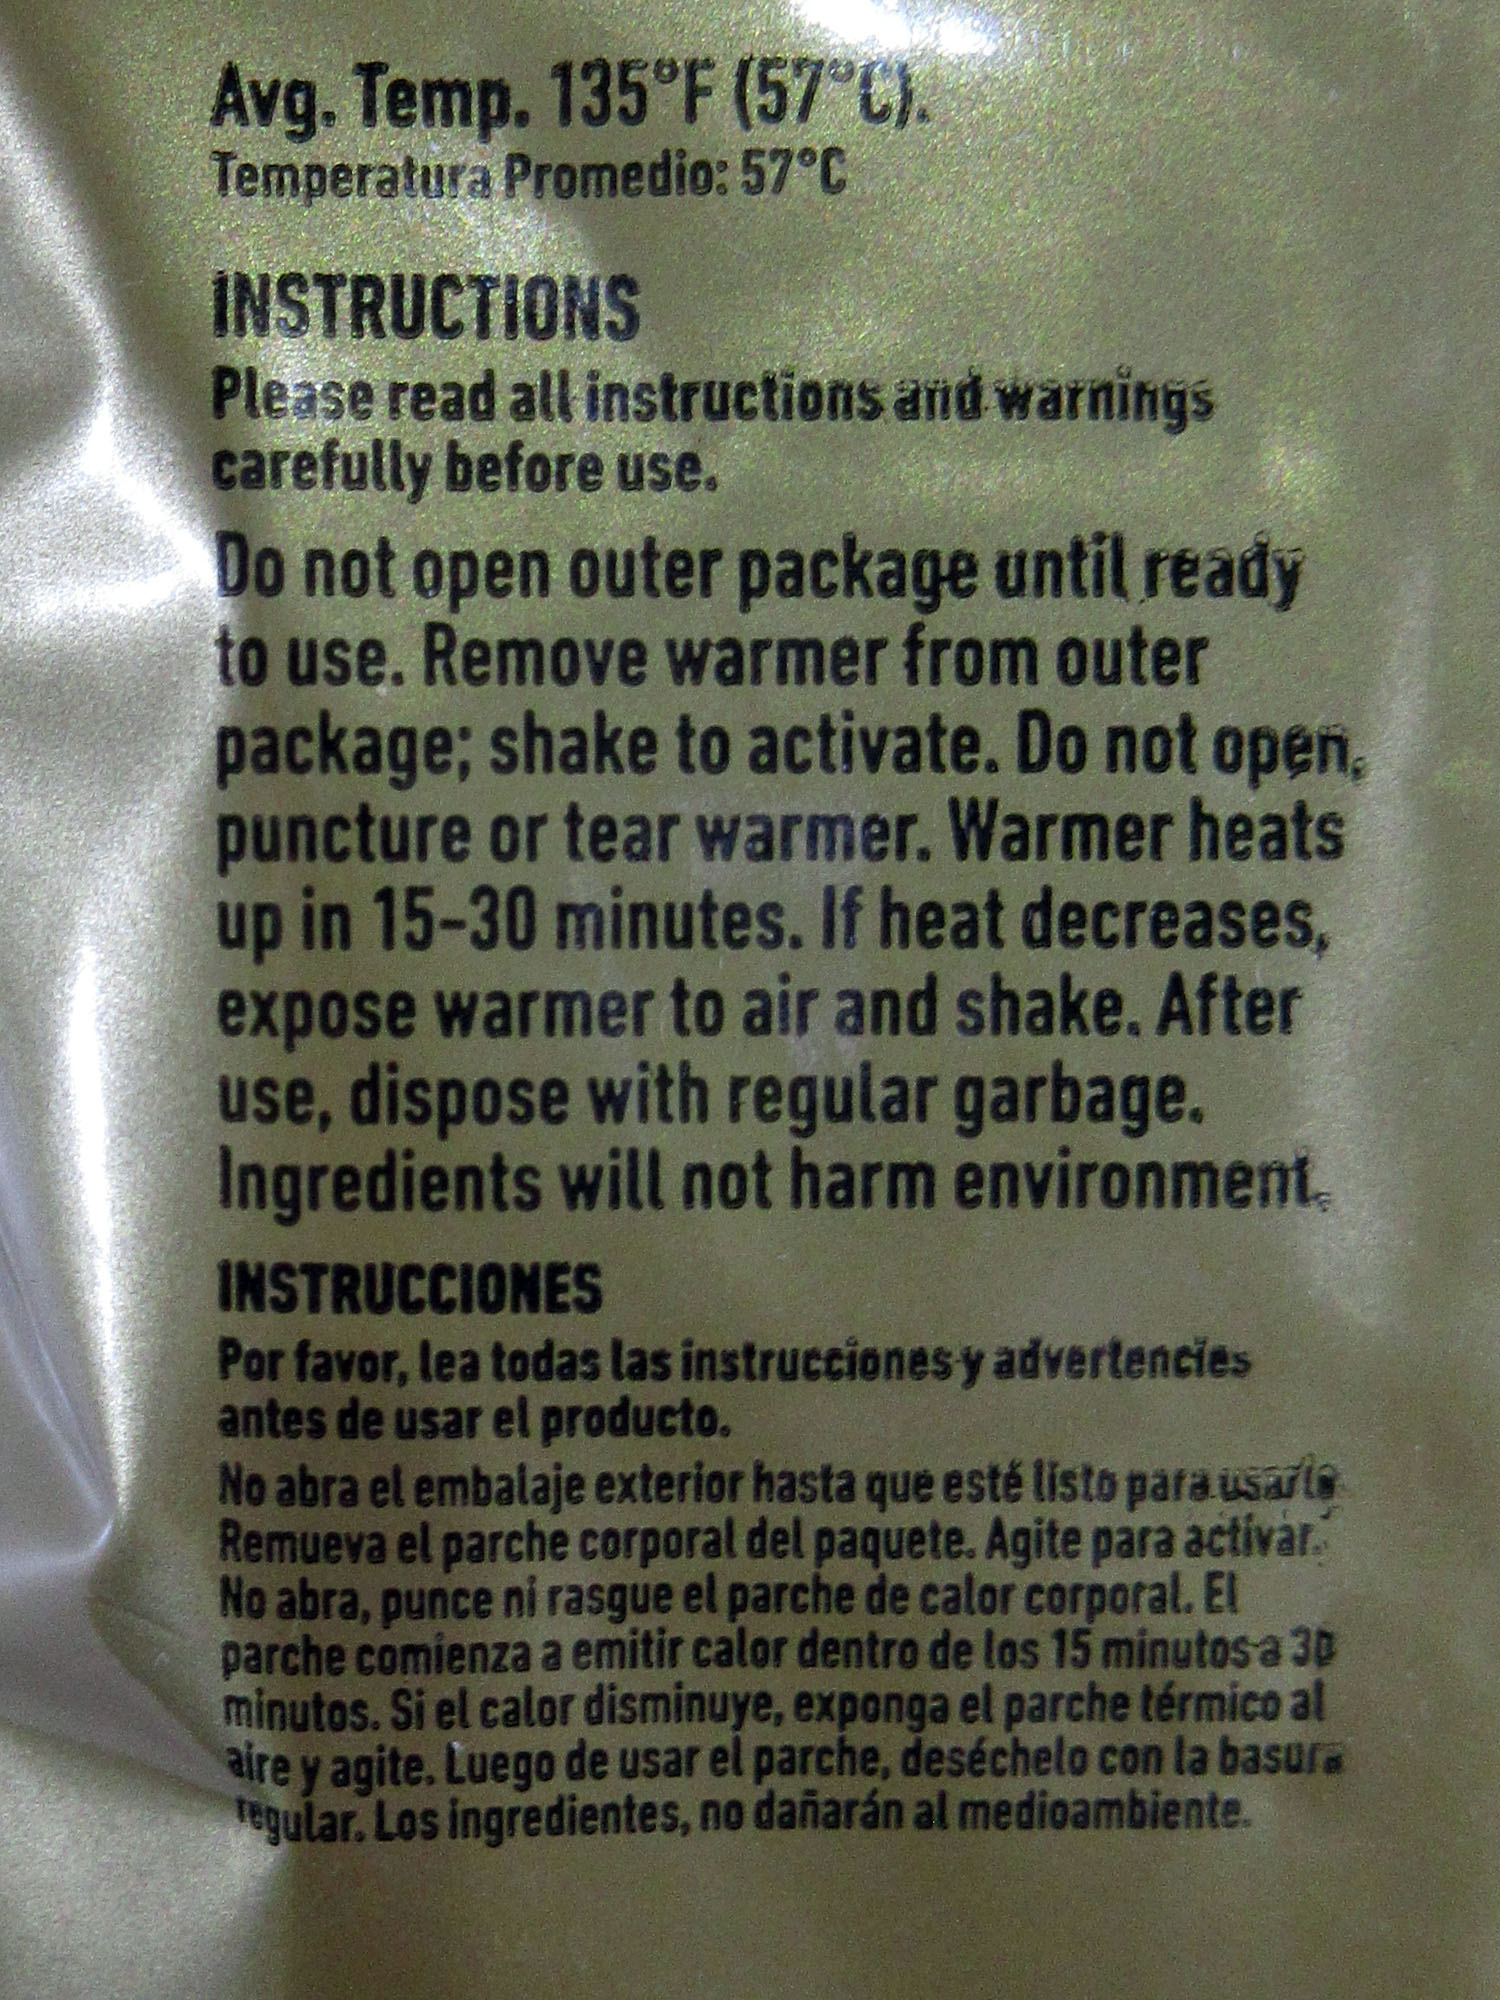 Avg. Temp. 135°F (57°C).
Temperatura Promedio: 57°C
INSTRUCTIONS
Please read all instructions and warnings
carefully before use.
Do not open outer package until ready
to use. Remove warmer from outer
package; shake to activate. Do not open,
puncture or tear warmer. Warmer heats
up in 15-30 minutes. If heat decreases,
expose warmer to air and shake. After
use, dispose with regular garbage.
Ingredients will not harm environment.
INSTRUCCIONES
Por favor, lea todas las instrucciones y advertencies
antes de usar el producto.
No abra el embalaje exterior hasta que esté listo para usarlo
Remueva el parche corporal del paquete. Agite para activar.
No abra, punce ni rasgue el parche de calor corporal. El
parche comienza a emitir calor dentro de los 15 minutos a 30
minutos. Si el calor disminuye, exponga el parche térmico al
aire y agite. Luego de usar el parche, deséchelo con la basura
regular. Los ingredientes, no dañarán al medioambiente.